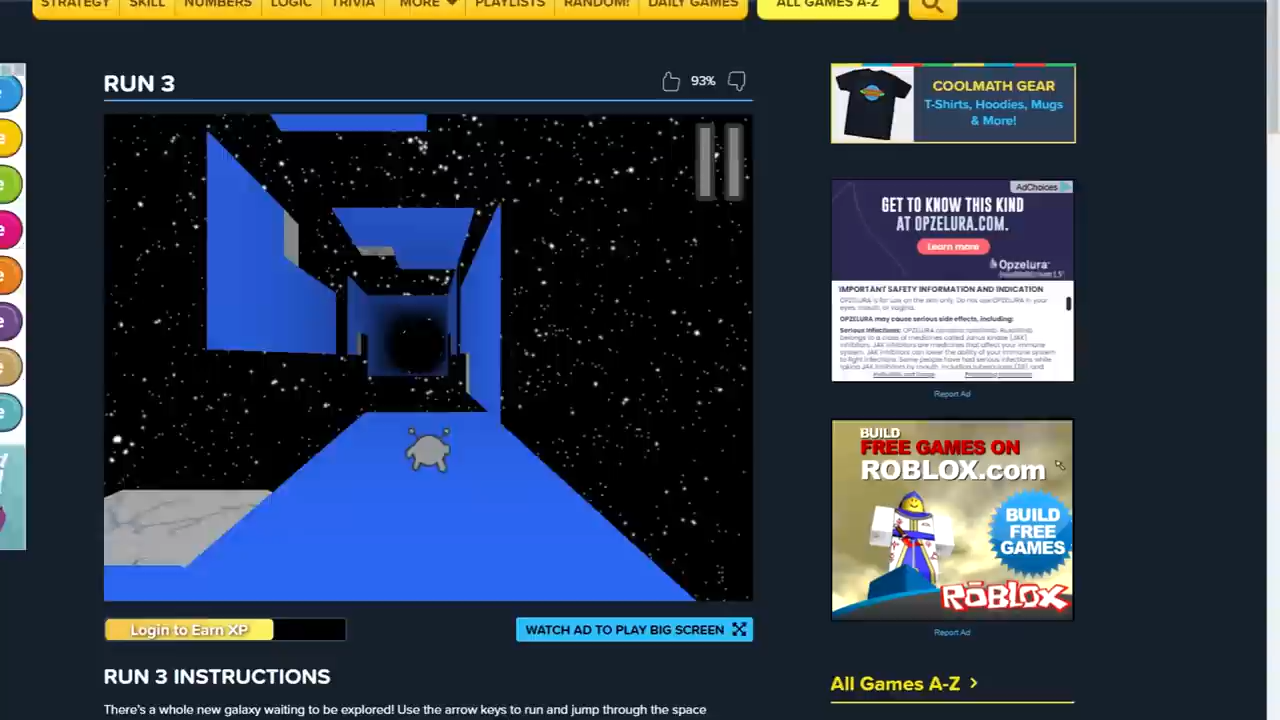 STRATEGY SKILL NUMBERS LOGIC TRIVIA MORE PLAYLISTS RANDOM! DAILY GAMES ALL GAMES A-Z
RUN 3
93%
Login to Earn XP
WATCH AD TO PLAY BIG SCREEN
RUN 3 INSTRUCTIONS
There's a whole new galaxy waiting to be explored! Use the arrow keys to run and jump through the space
COOLMATH GEAR
T-Shirts, Hoodies, Mugs
& More!
AdChoices
GET TO KNOW THIS KIND
AT OPZELURA.COM.
Learn more
Opzelura
IMPORTANT SAFETY INFORMATION AND INDICATION
OPZELURA may cause serious side effects, including:
Report Ad
BUILD
FREE GAMES ON
ROBLOX.com
BUILD
FREE
GAMES!
ROBLOX
Report Ad
All Games A-Z